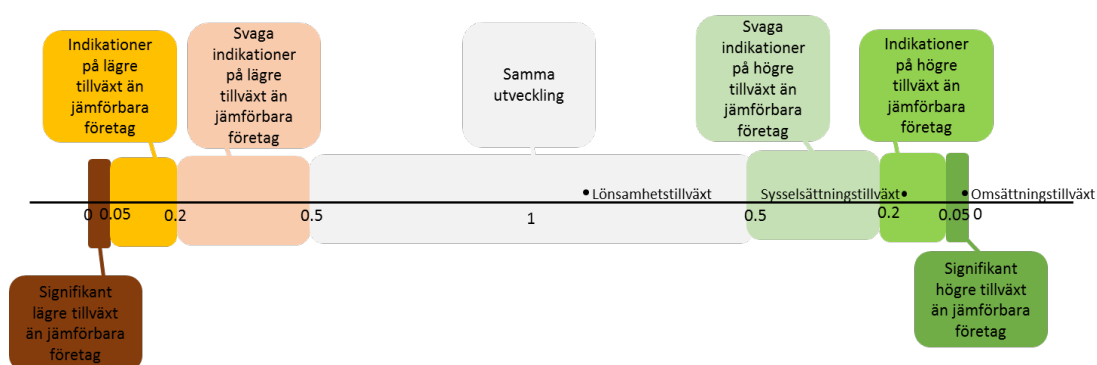 Indikationer
på lägre
tillväxt än
jämförbara
företag
Svaga
indikationer
på lägre
tillväxt än
jämförbara
företag
Samma
utveckling
Svaga
indikationer
på högre
tillväxt än
jämförbara
företag
Indikationer
på högre
tillväxt än
jämförbara
företag
Lönsamhetstillväxt
Sysselsättningstillväxt
Omsättningstillväxt
0 0.05 0.2 0.5 1 0.5 0.2 0.05 0
Signifikant
lägre tillväxt
än jämförbara
företag
Signifikant
högre tillväxt
än jämförbara
företag